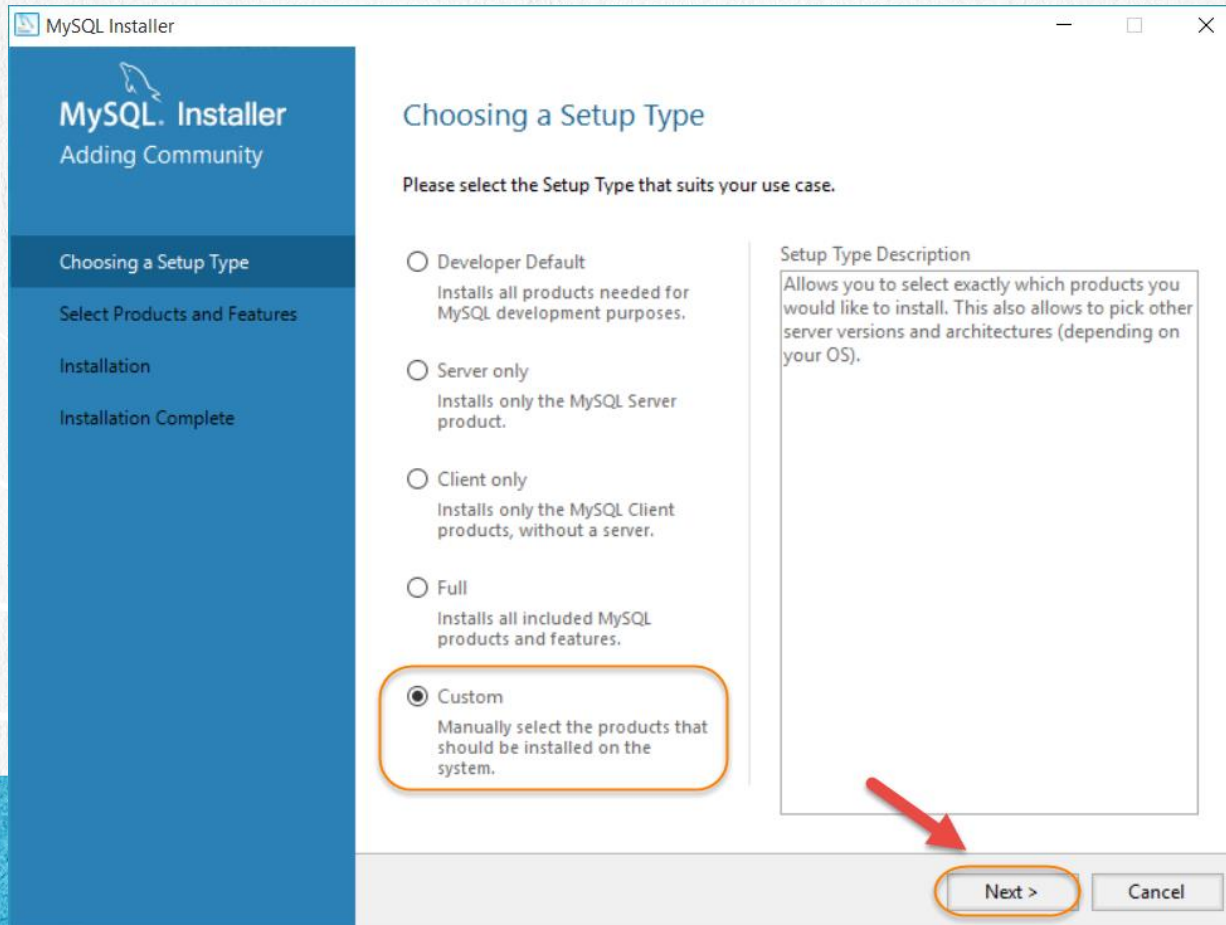 MySQL Installer
MySQL. Installer
Adding Community
Choosing a Setup Type
Select Products and Features
Installation
Installation Complete
Choosing a Setup Type
Please select the Setup Type that suits your use case.
Developer Default
Installs all products needed for
MySQL development purposes.
Server only
Installs only the MySQL Server
product.
Client only
Installs only the MySQL Client
products, without a server.
Full
Installs all included MySQL
products and features.
Custom
Manually select the products that
should be installed on the
system.
Setup Type Description
Allows you to select exactly which products you
would like to install. This also allows to pick other
server versions and architectures (depending on
your OS).
Next >
Cancel